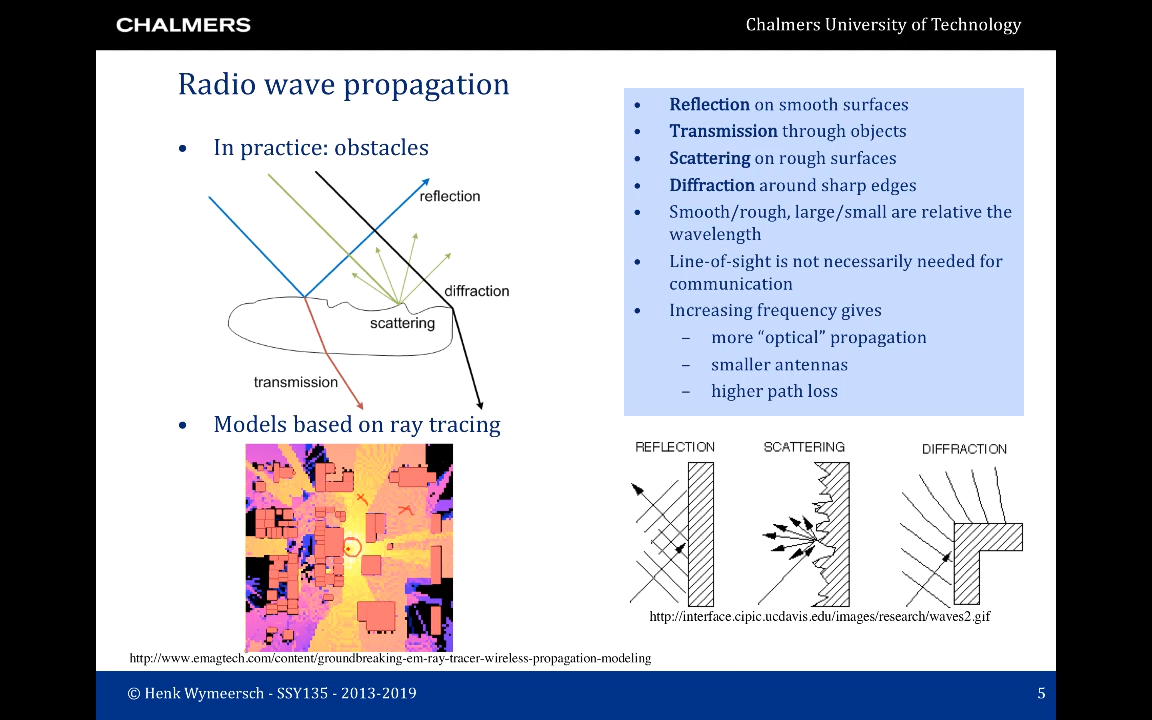 CHALMERS
Chalmers University of Technology
Radio wave propagation
• In practice: obstacles
reflection
diffraction
scattering
transmission
• Models based on ray tracing
http://www.emagtech.com/content/groundbreaking-em-ray-tracer-wireless-propagation-modeling
• Reflection on smooth surfaces
• Transmission through objects
• Scattering on rough surfaces
• Diffraction around sharp edges
• Smooth/rough, large/small are relative the
wavelength
• Line-of-sight is not necessarily needed for
communication
• Increasing frequency gives
– more “optical” propagation
– smaller antennas
– higher path loss
REFLECTION
SCATTERING
DIFFRACTION
http://interface.cipic.ucdavis.edu/images/research/waves2.gif
© Henk Wymeersch - SSY135 - 2013-2019
5